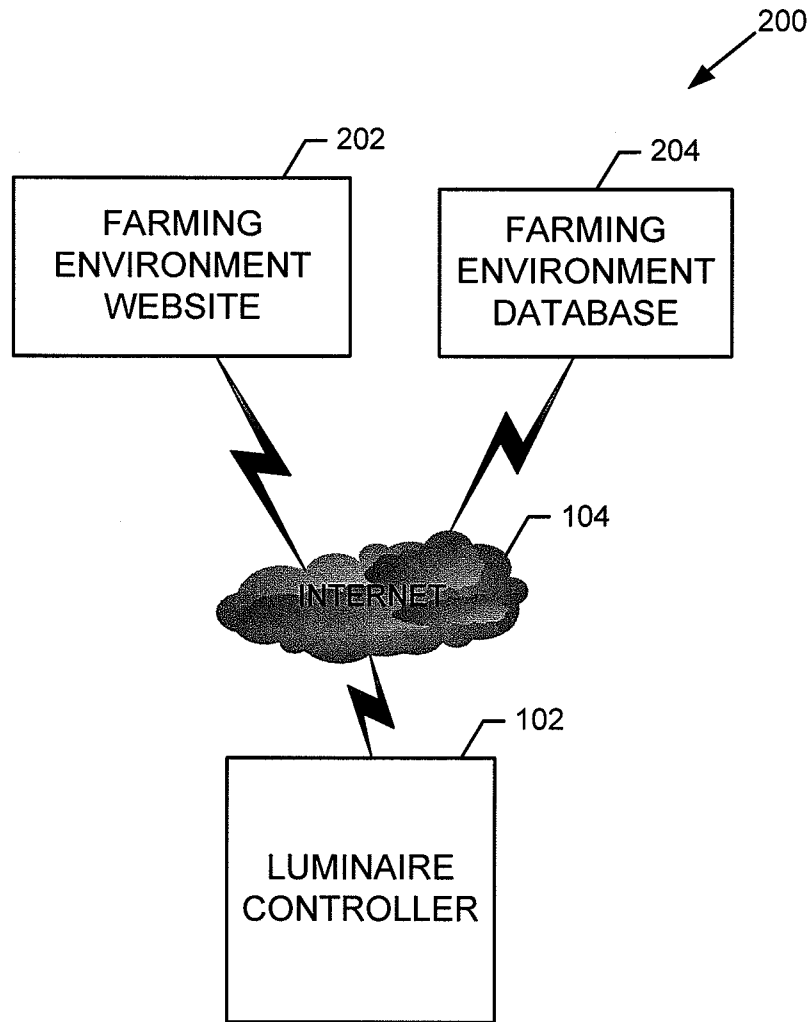 200
202
204
FARMING
ENVIRONMENT
WEBSITE
FARMING
ENVIRONMENT
DATABASE
104
INTERNET
102
LUMINAIRE
CONTROLLER